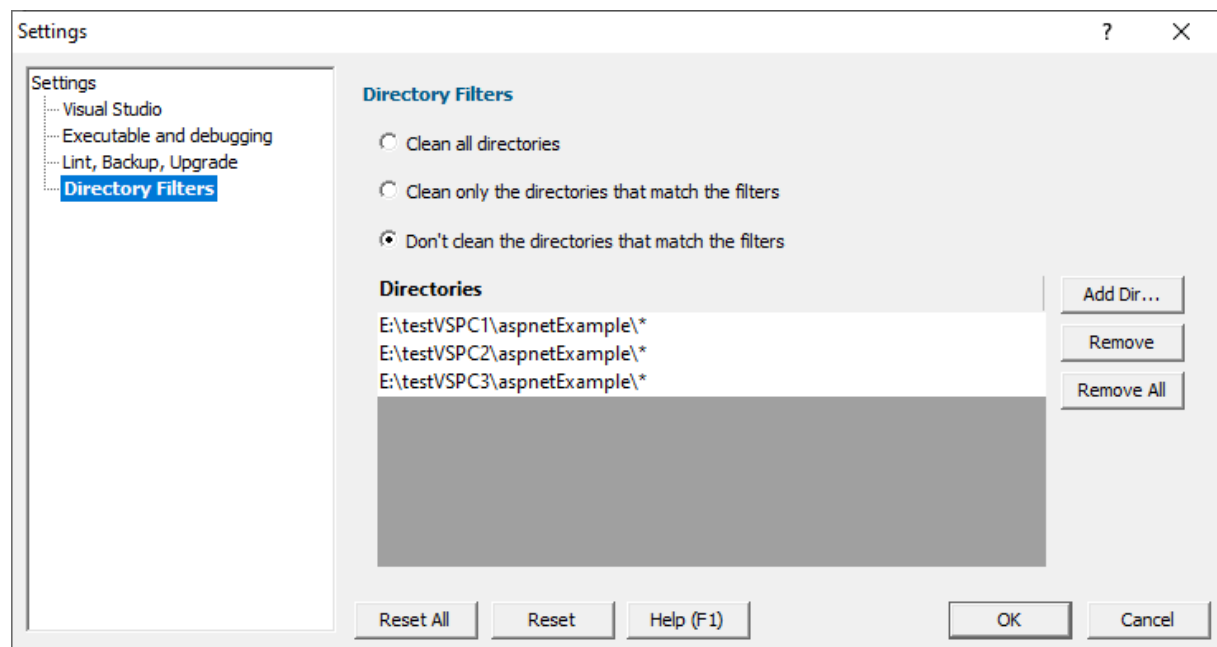 Settings
?
Settings
Visual Studio
Executable and debugging
Lint, Backup, Upgrade
Directory Filters
Directory Filters
Clean all directories
Clean only the directories that match the filters
Don't clean the directories that match the filters
Directories
E:\testVSPC1\aspnetExample\*
E:\testVSPC2\aspnetExample\*
E:\testVSPC3\aspnetExample\*
Add Dir...
Remove
Remove All
Reset All
Reset
Help (F1)
OK
Cancel